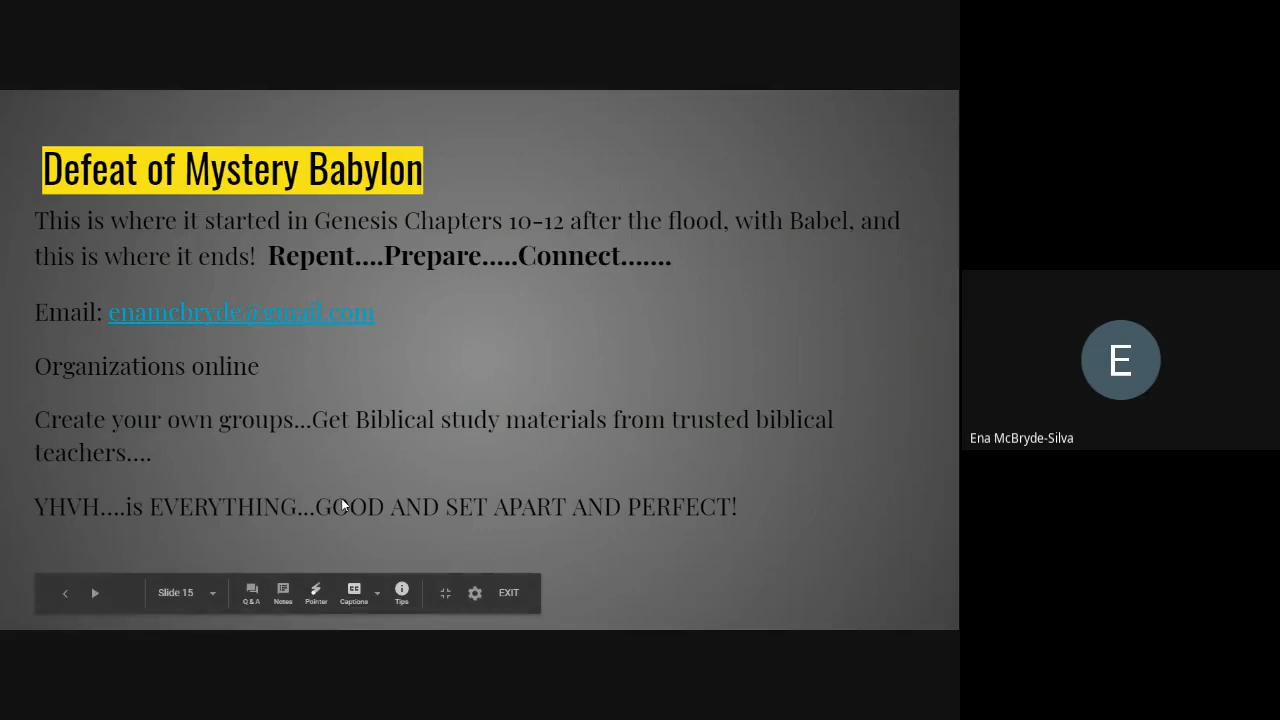 Defeat of Mystery Babylon
This is where it started in Genesis Chapters 10-12 after the flood, with Babel, and
this is where it ends!  Repent....Prepare.....Connect.......
Email: enamcbryde@gmail.com
Organizations online
Create your own groups...Get Biblical study materials from trusted biblical
teachers....
YHVH....is EVERYTHING...GOOD AND SET APART AND PERFECT!
Slide 15
Q & A
Notes
Pointer
Captions
Tips
EXIT
E
Ena McBryde-Silva